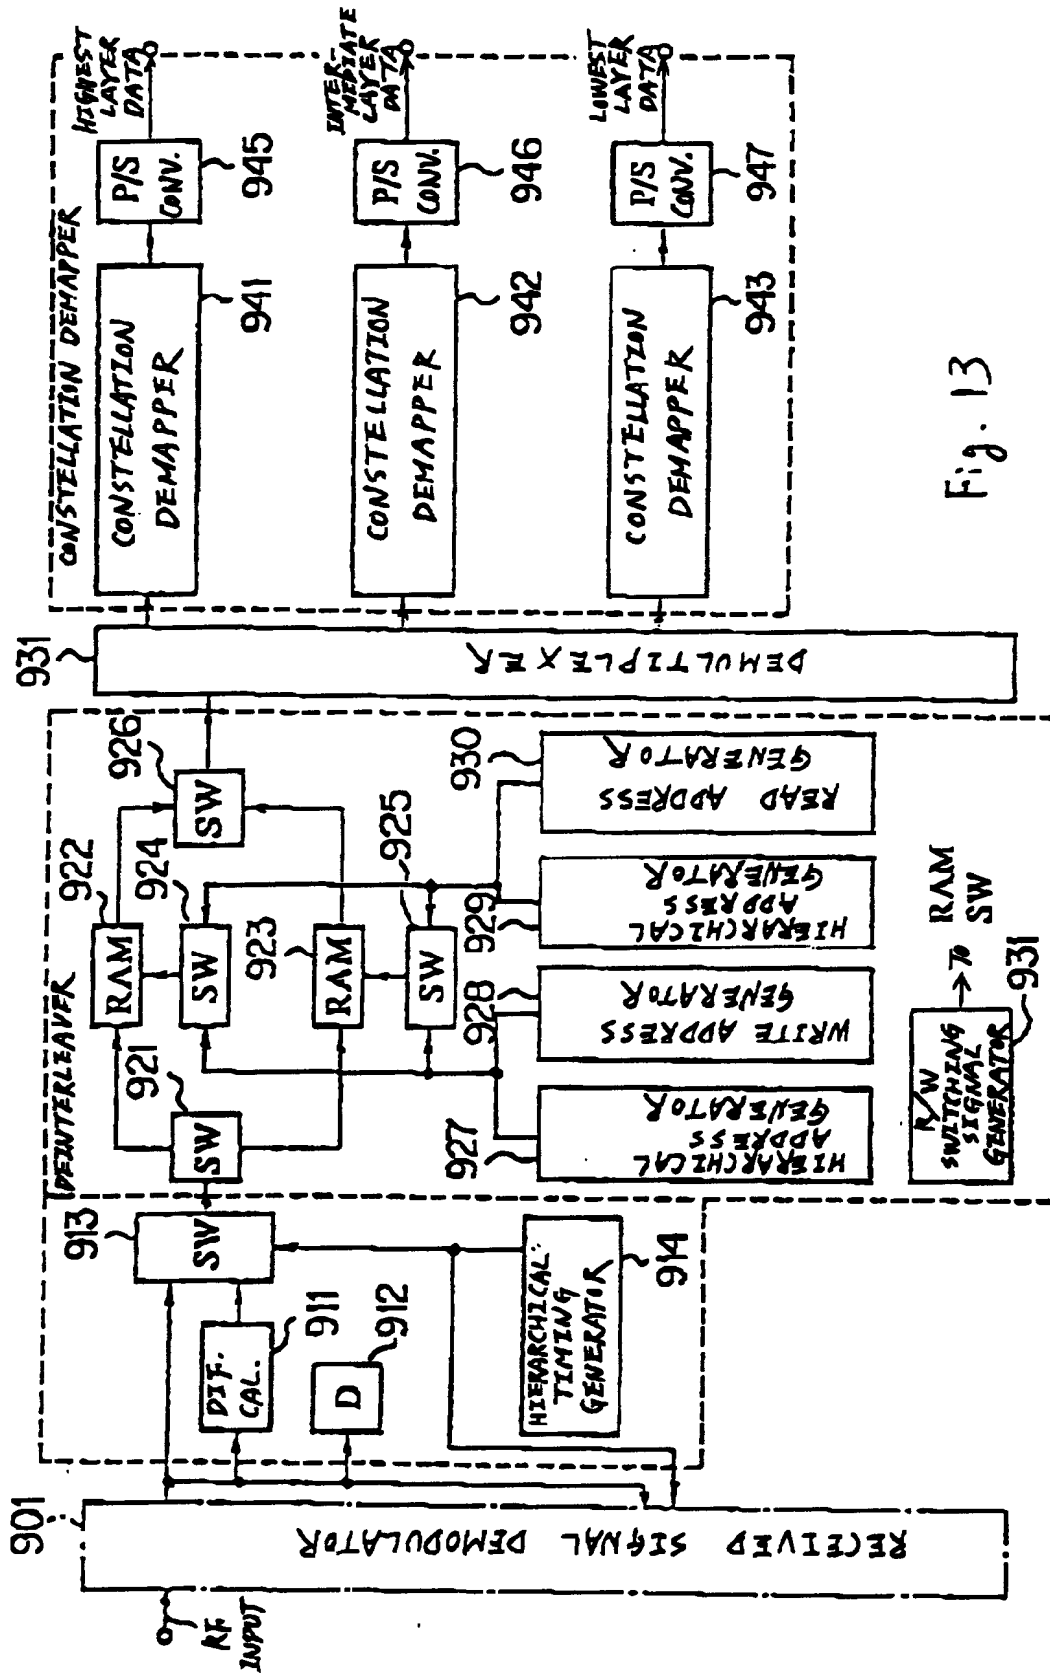 901
RF
INPUT
RECEIVED SIGNAL DEMODULATOR
913
SW
DIF.
CAL.
911
D
912
HIERARCHICAL
TIMING
GENERATOR
914
DEINTERLEAVER
921
SW
922
RAM
924
SW
923
RAM
925
SW
926
SW
927
HIERARCHICAL
ADDRESS
GENERATOR
928
WRITE ADDRESS
GENERATOR
929
HIERARCHICAL
ADDRESS
GENERATOR
930
READ ADDRESS
GENERATOR
R/W
SWITCHING
SIGNAL
GENERATOR
931
TO
RAM
SW
931
DEMULTIPLEXER
CONSTELLATION DEMAPPER
CONSTELLATION
DEMAPPER
941
P/S
CONV.
945
HIGHEST
LAYER
DATA
CONSTELLATION
DEMAPPER
942
P/S
CONV.
946
INTER-
MEDIATE
LAYER
DATA
CONSTELLATION
DEMAPPER
943
P/S
CONV.
947
LOWEST
LAYER
DATA
Fig. 13